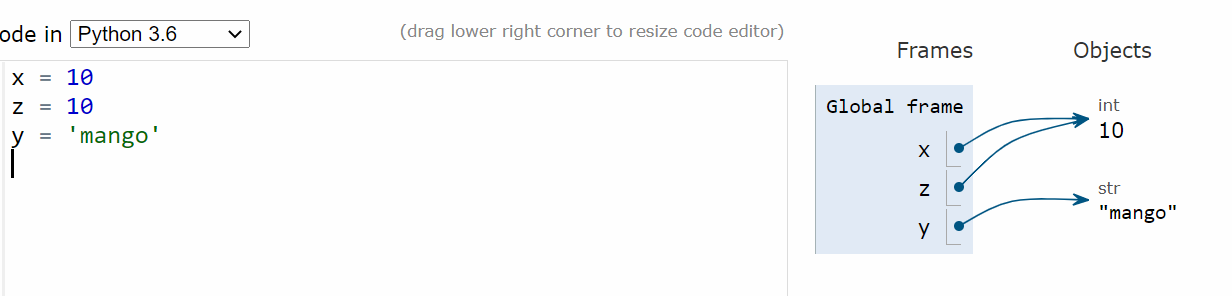 ode in Python 3.6
(drag lower right corner to resize code editor)
x = 10
z = 10
y = 'mango'
Frames
Objects
Global frame
x
z
y
int
10
str
"mango"